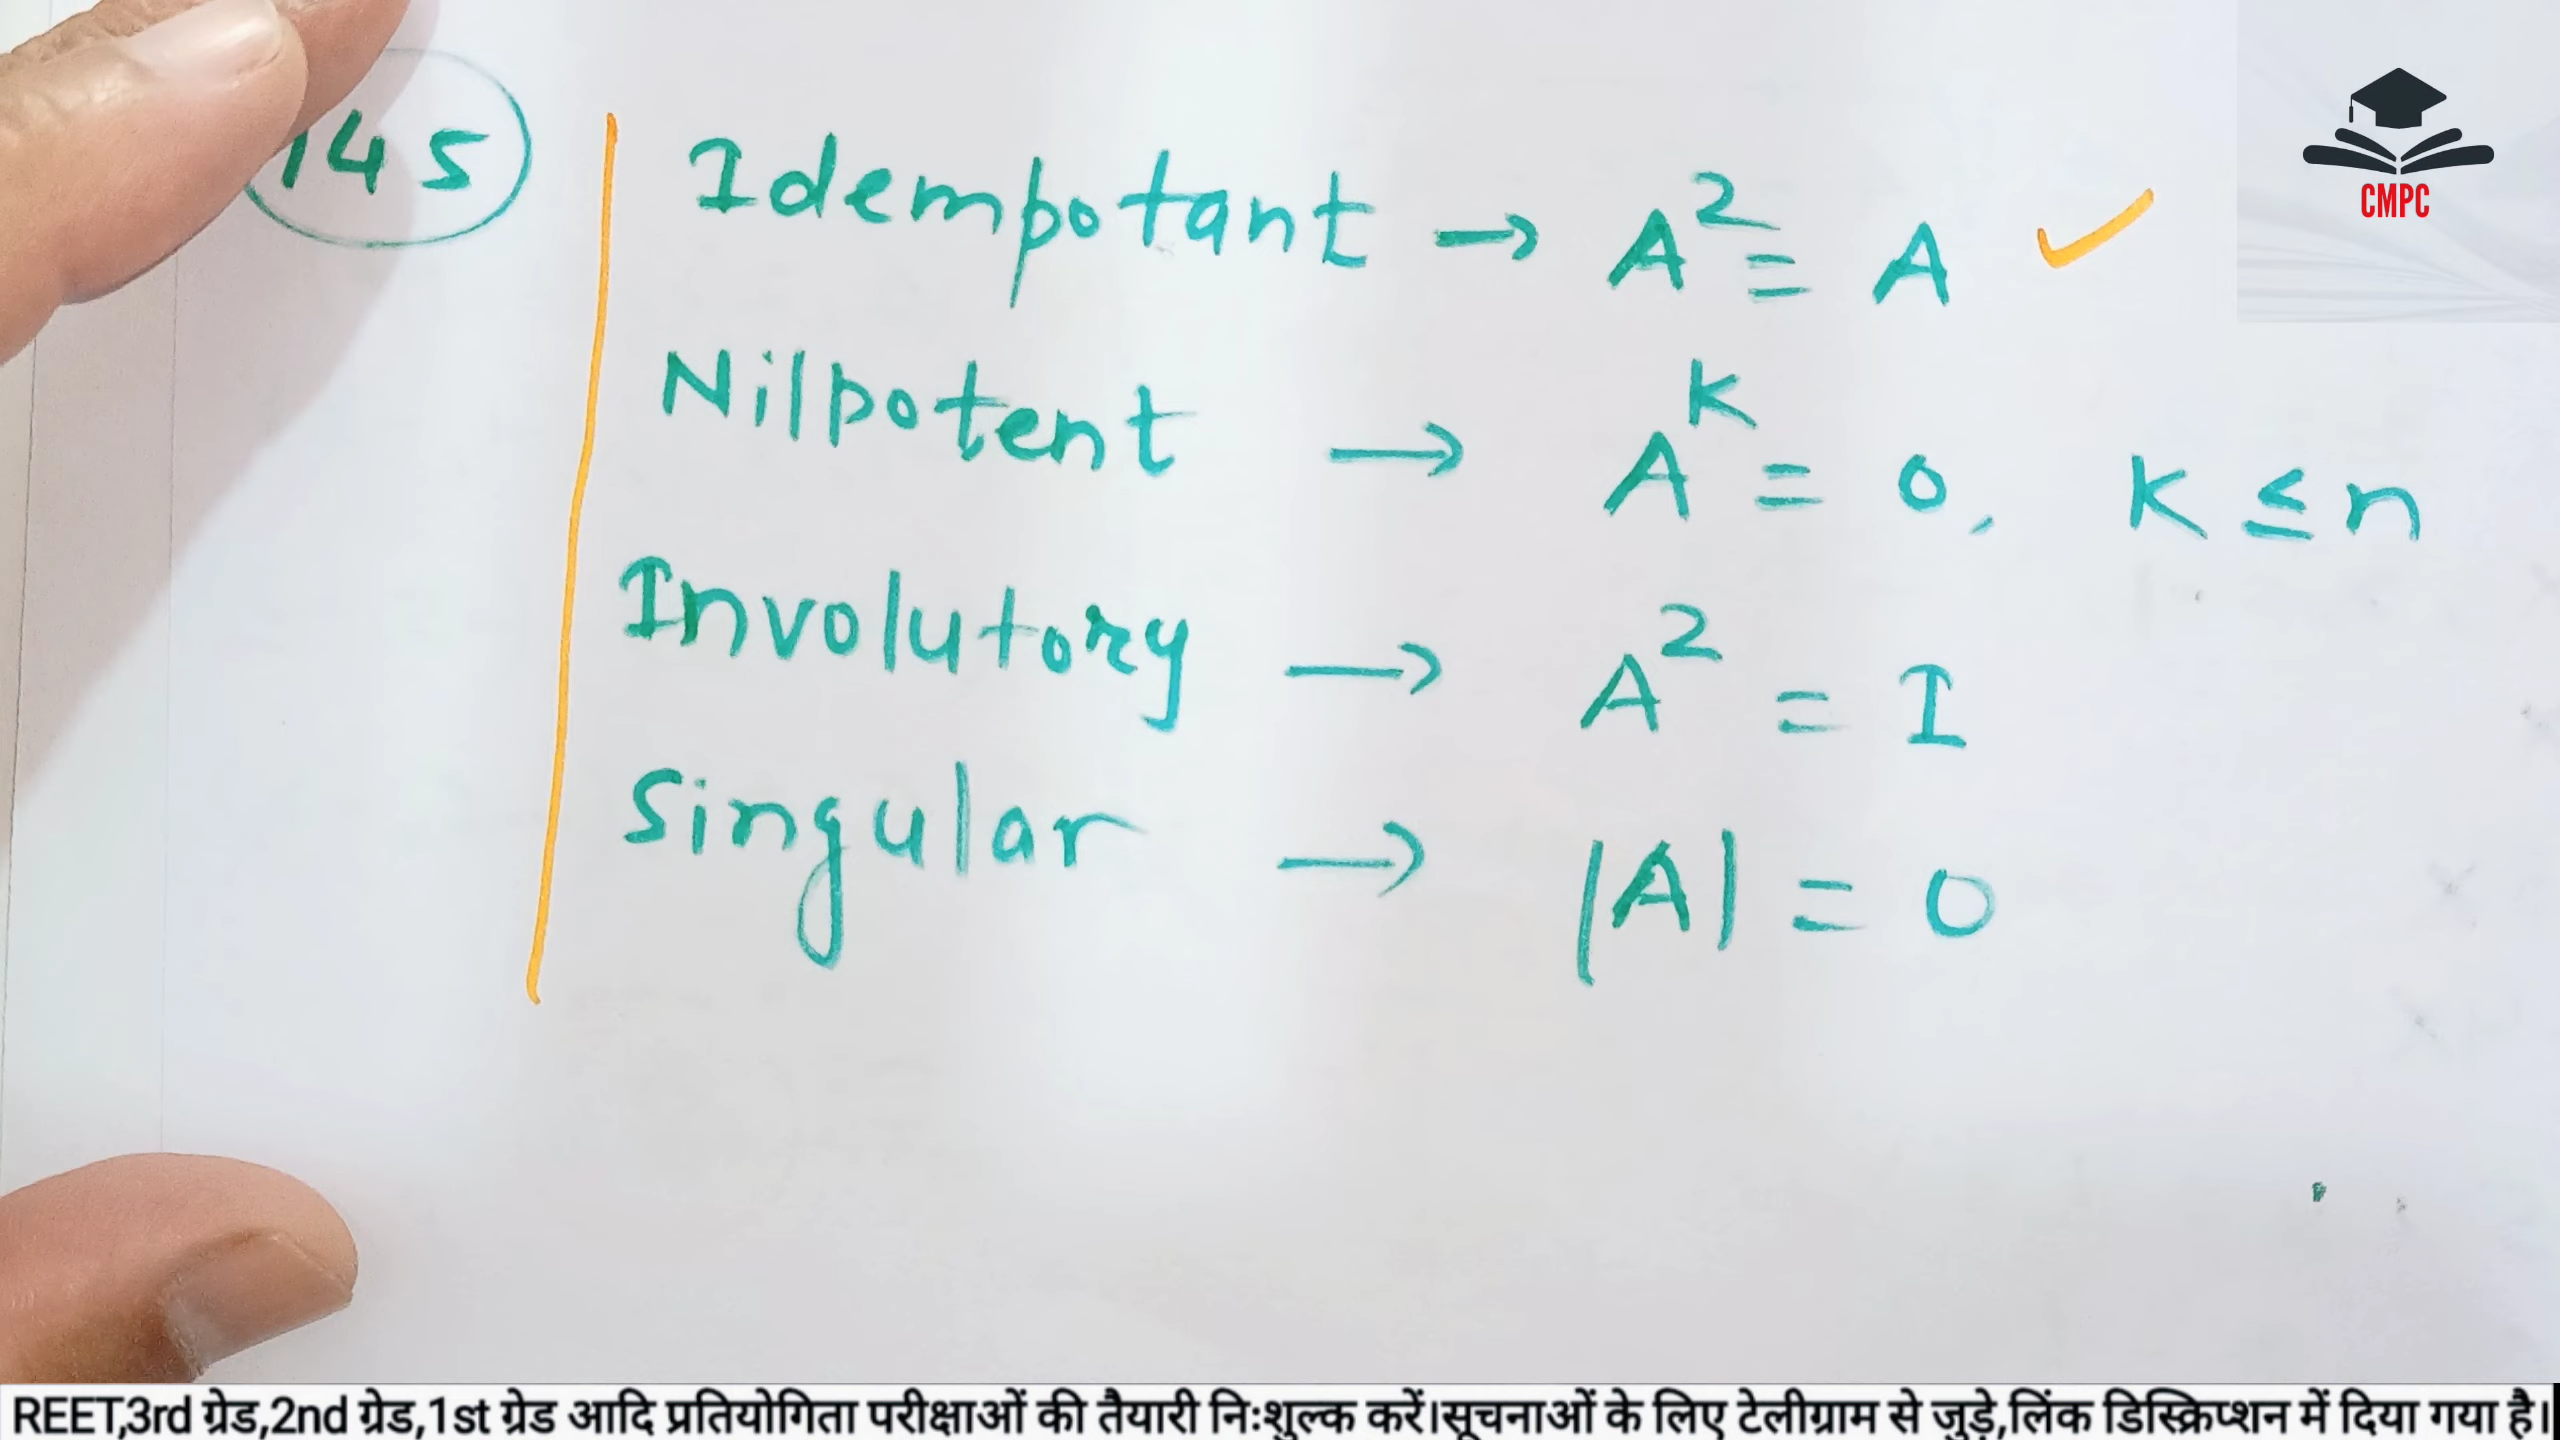 145
Idempotant → A² = A ✓
Nilpotent → Aᴷ = 0, K ≤ n
Involutory → A² = I
Singular → |A| = 0
CMPC
REET,3rd ग्रेड,2nd ग्रेड,1st ग्रेड आदि प्रतियोगिता परीक्षाओं की तैयारी निःशुल्क करें।सूचनाओं के लिए टेलीग्राम से जुड़े,लिंक डिस्क्रिप्शन में दिया गया है।